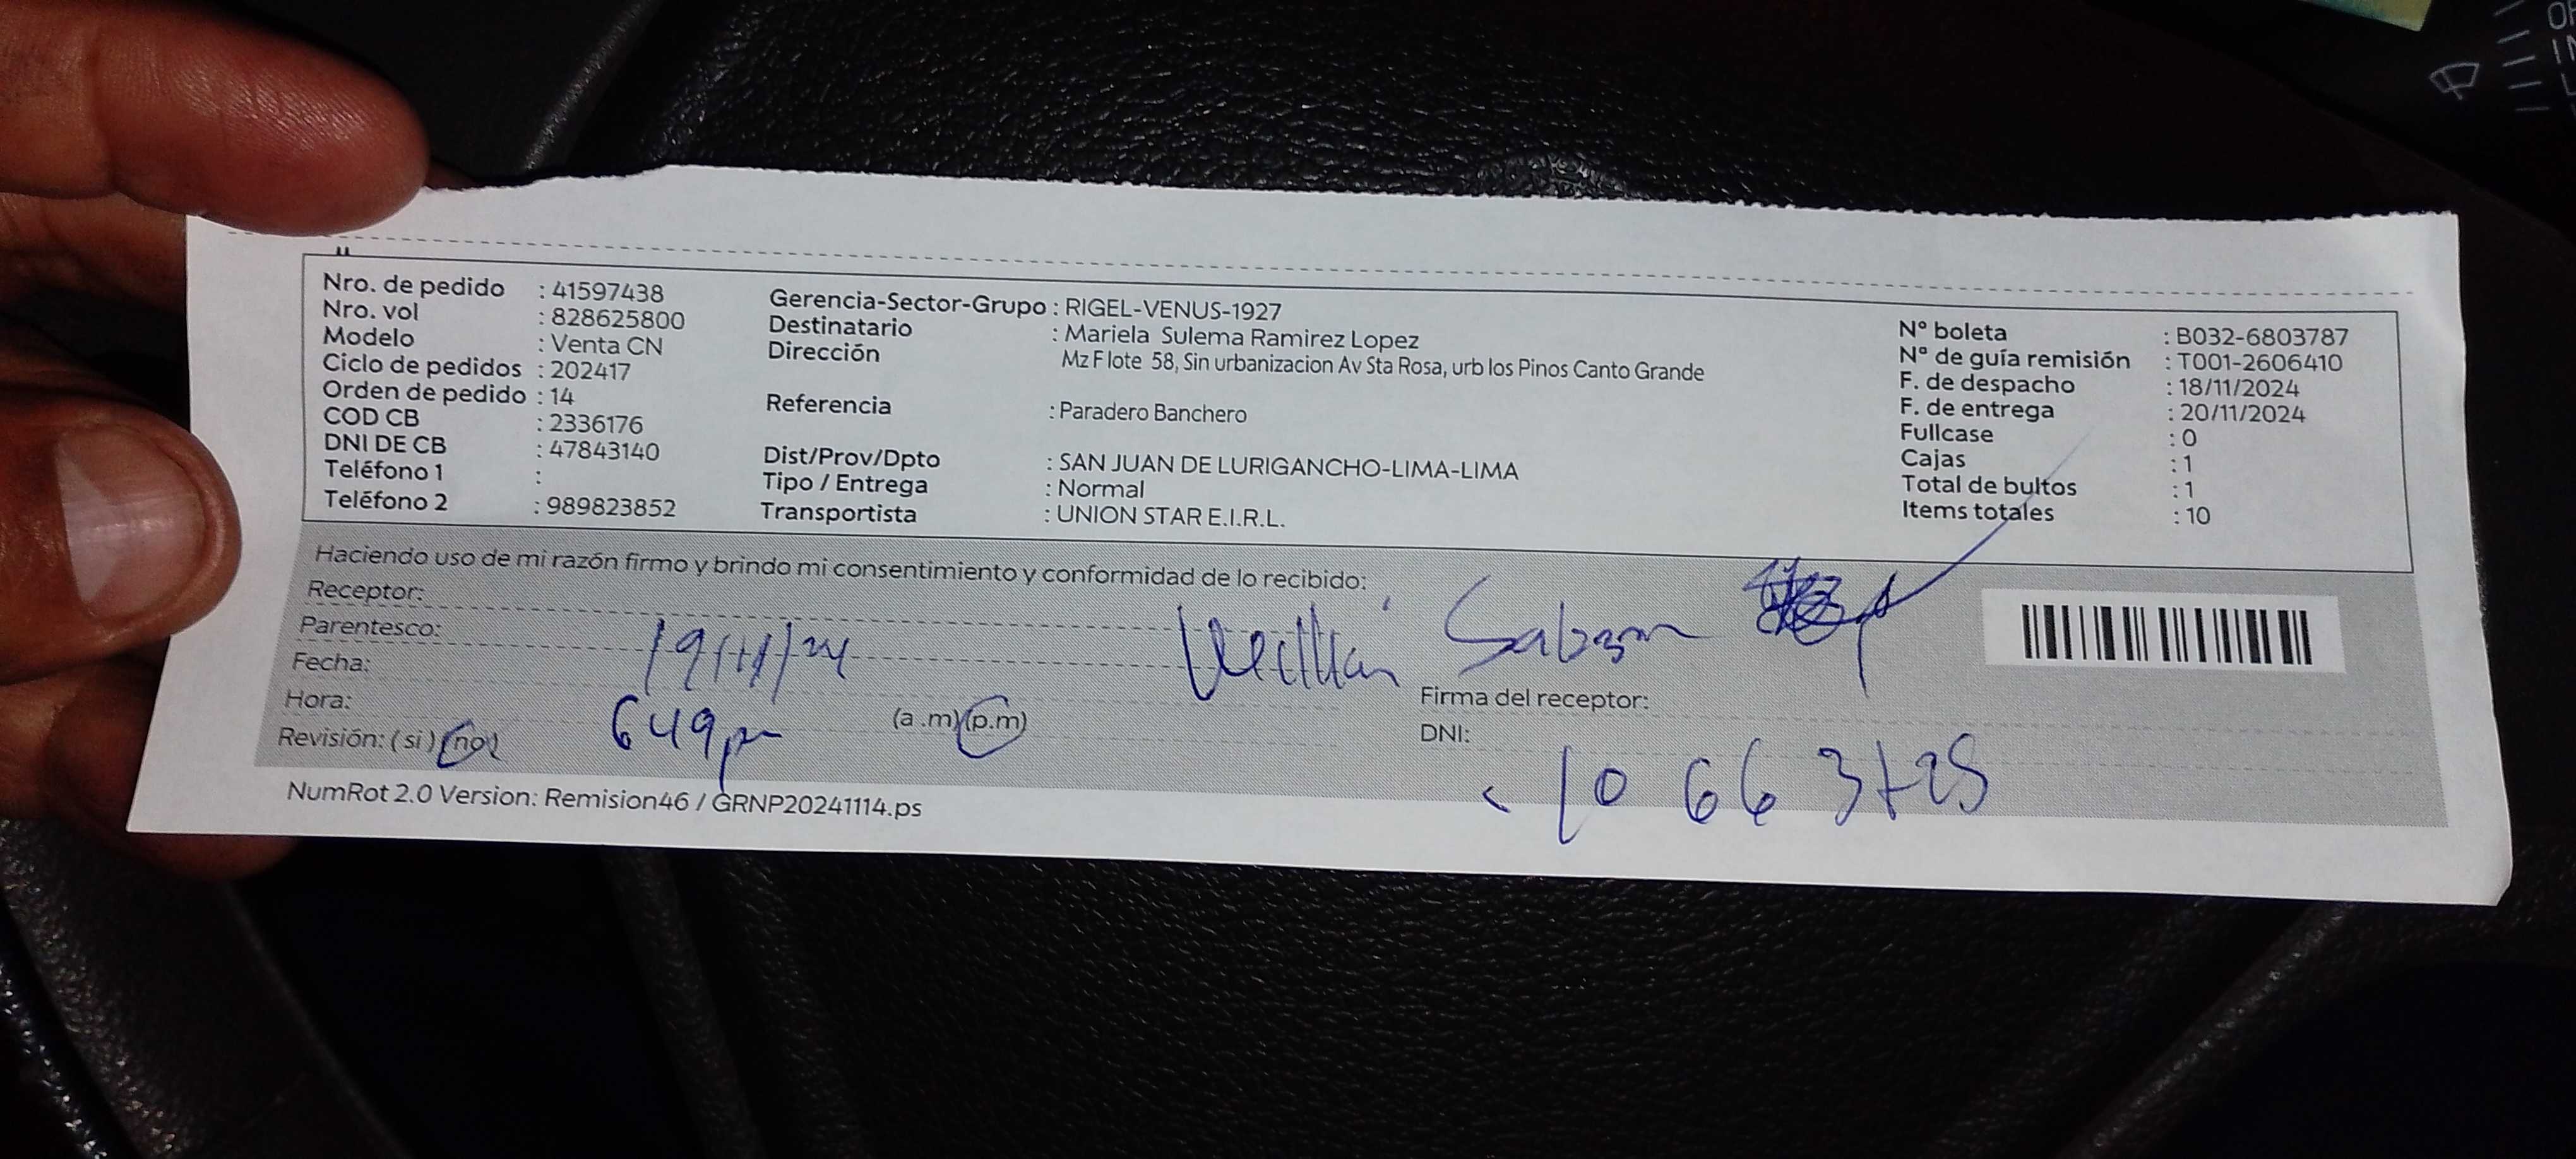 Nro. de pedido : 41597438
Nro. vol : 828625800
Modelo : Venta CN
Ciclo de pedidos : 202417
Orden de pedido : 14
COD CB : 2336176
DNI DE CB : 47843140
Teléfono 1 :
Teléfono 2 : 989823852
Gerencia-Sector-Grupo : RIGEL-VENUS-1927
Destinatario : Mariela Sulema Ramirez Lopez
Dirección Mz F lote 58, Sin urbanizacion Av Sta Rosa, urb los Pinos Canto Grande
Referencia : Paradero Banchero
Dist/Prov/Dpto : SAN JUAN DE LURIGANCHO-LIMA-LIMA
Tipo / Entrega : Normal
Transportista : UNION STAR E.I.R.L.
N° boleta : B032-6803787
N° de guía remisión : T001-2606410
F. de despacho : 18/11/2024
F. de entrega : 20/11/2024
Fullcase : 0
Cajas : 1
Total de bultos : 1
Items totales : 10
Haciendo uso de mi razón firmo y brindo mi consentimiento y conformidad de lo recibido:
Receptor:
Parentesco:
Fecha: 19/11/24
Hora: 649pm (a .m) (p.m)
Revisión: ( si ) (no)
Firma del receptor:
DNI:
NumRot 2.0 Version: Remision46 / GRNP20241114.ps